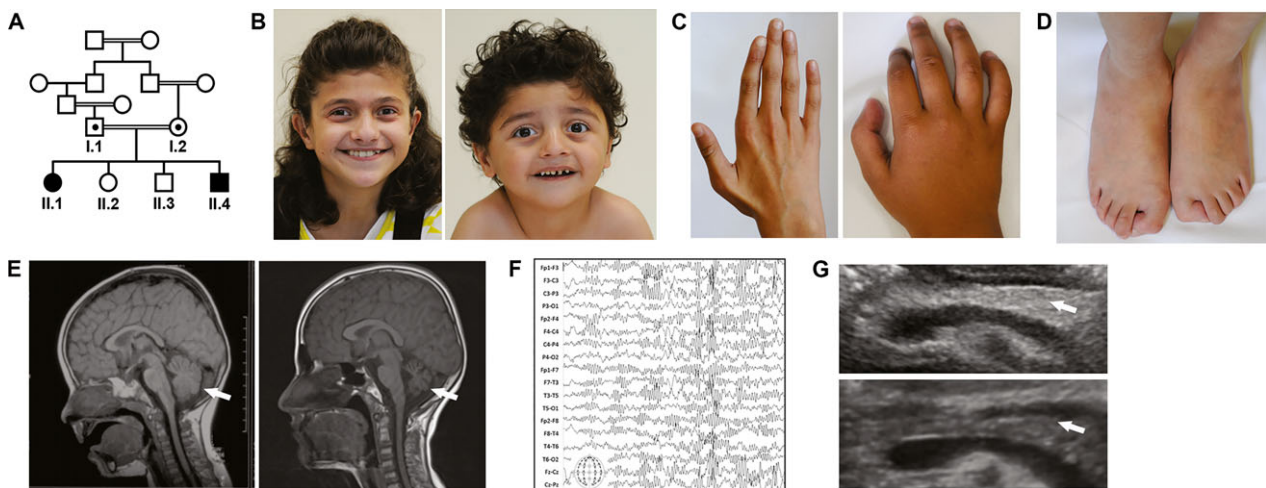 A
B
C
D
I.1
I.2
II.1
II.2
II.3
II.4
E
F
G
Fp1-F3
F3-C3
C3-P3
P3-O1
Fp2-F4
F4-C4
C4-P4
P4-O2
Fp1-F7
F7-T3
T3-T5
T5-O1
Fp2-F8
F8-T4
T4-T6
T6-O2
Fz-Cz
Cz-Pz